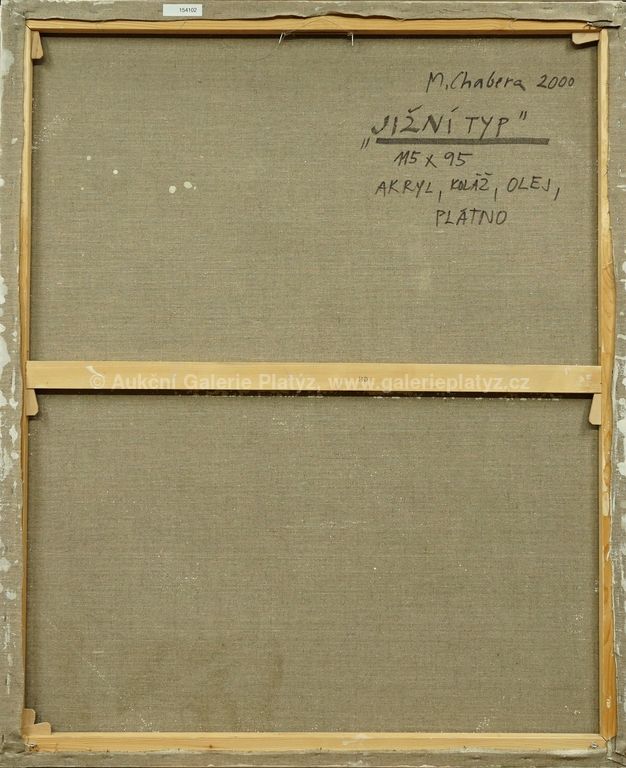 154102
M. Chabera 2000
„JIŽNÍ TYP"
115 x 95
AKRYL, KOLÁŽ, OLEJ,
PLÁTNO
© Aukční Galerie Platýz, www.galerieplatyz.cz